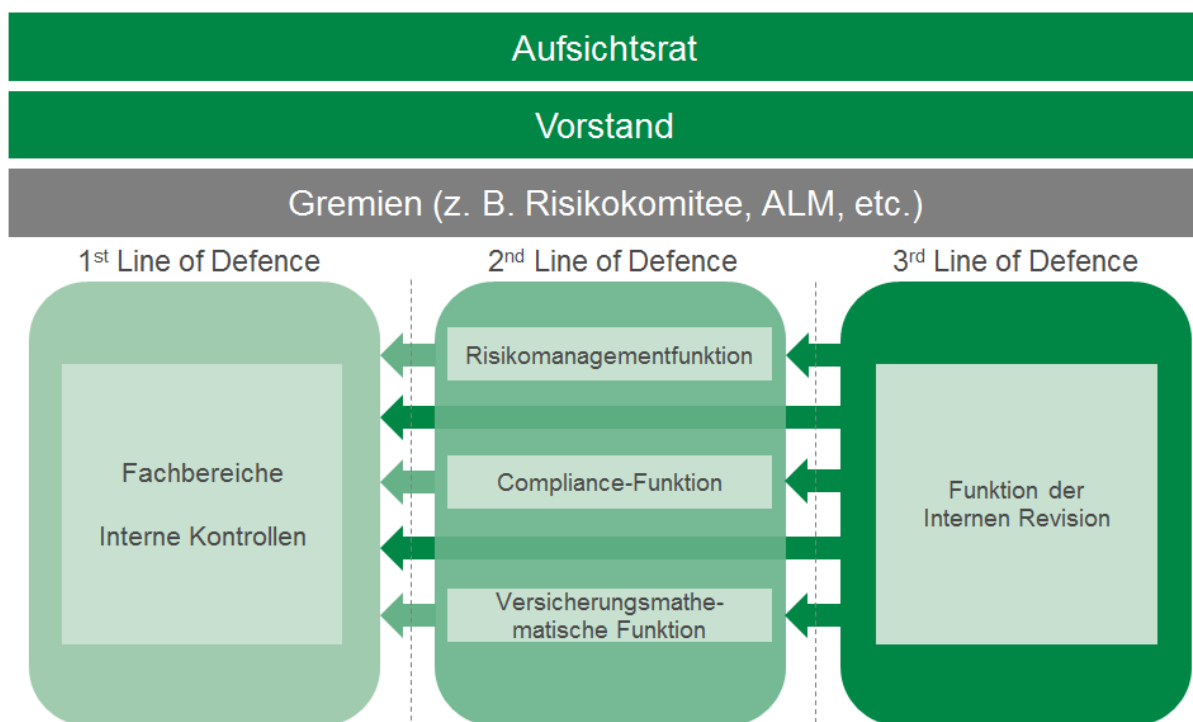 Aufsichtsrat
Vorstand
Gremien (z. B. Risikokomitee, ALM, etc.)
1st Line of Defence
2nd Line of Defence
3rd Line of Defence
Fachbereiche
Interne Kontrollen
Risikomanagementfunktion
Compliance-Funktion
Versicherungsmathe-
matische Funktion
Funktion der
Internen Revision